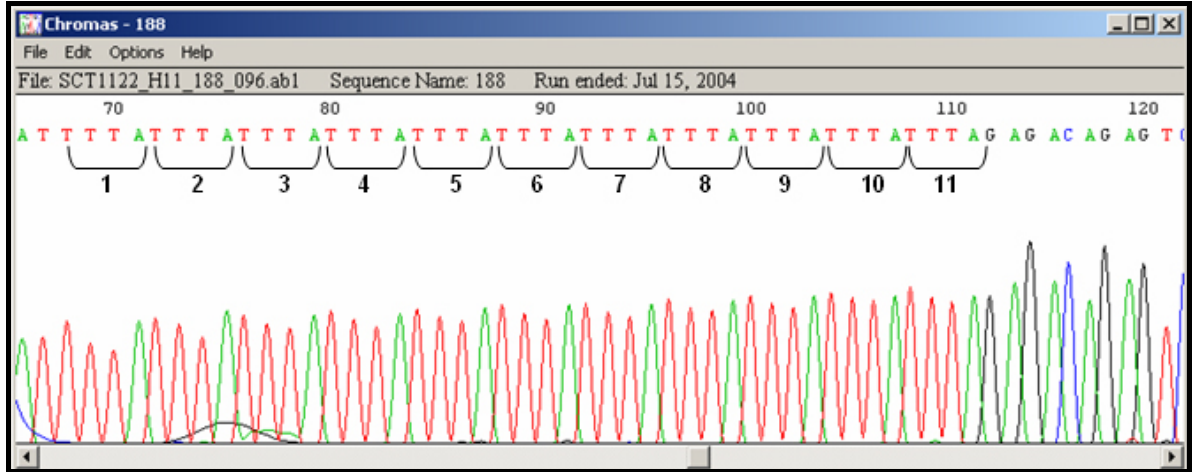 Chromas - 188
File Edit Options Help
File: SCT1122_H11_188_096.ab1 Sequence Name: 188 Run ended: Jul 15, 2004
70 80 90 100 110 120
A T T T T A T T T A T T T A T T T A T T T A T T T A T T T A T T T A T T T A T T T A T T T A G A G A C A G A G T C
1 2 3 4 5 6 7 8 9 10 11